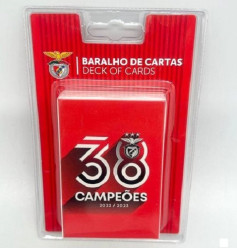 BARALHO DE CARTAS
DECK OF CARDS
38
CAMPEÕES
2022 / 2023